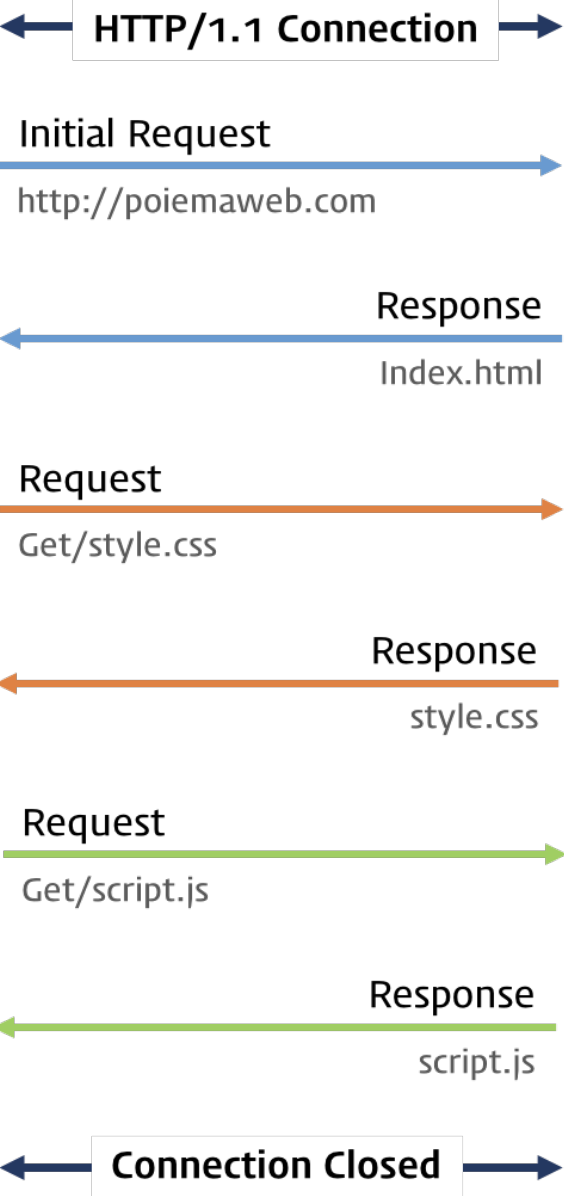 HTTP/1.1 Connection
Initial Request
http://poiemaweb.com
Response
Index.html
Request
Get/style.css
Response
style.css
Request
Get/script.js
Response
script.js
Connection Closed